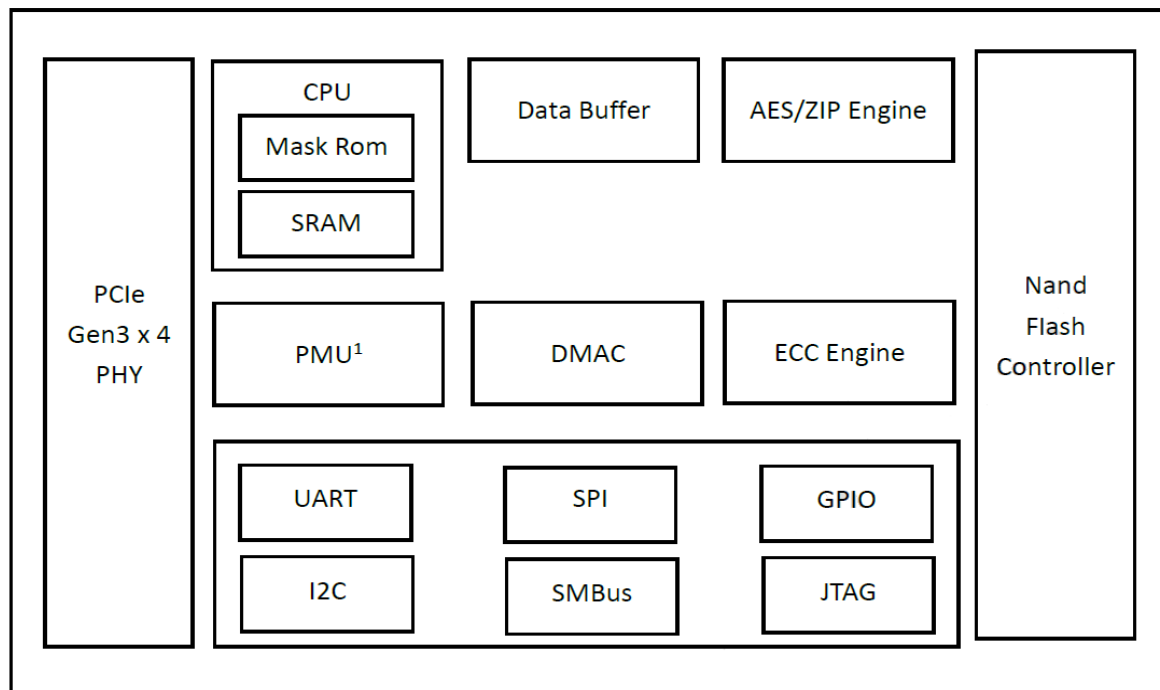 CPU
Mask Rom
SRAM
Data Buffer
AES/ZIP Engine
PCIe
Gen3 x 4
PHY
PMU¹
DMAC
ECC Engine
Nand
Flash
Controller
UART
SPI
GPIO
I2C
SMBus
JTAG